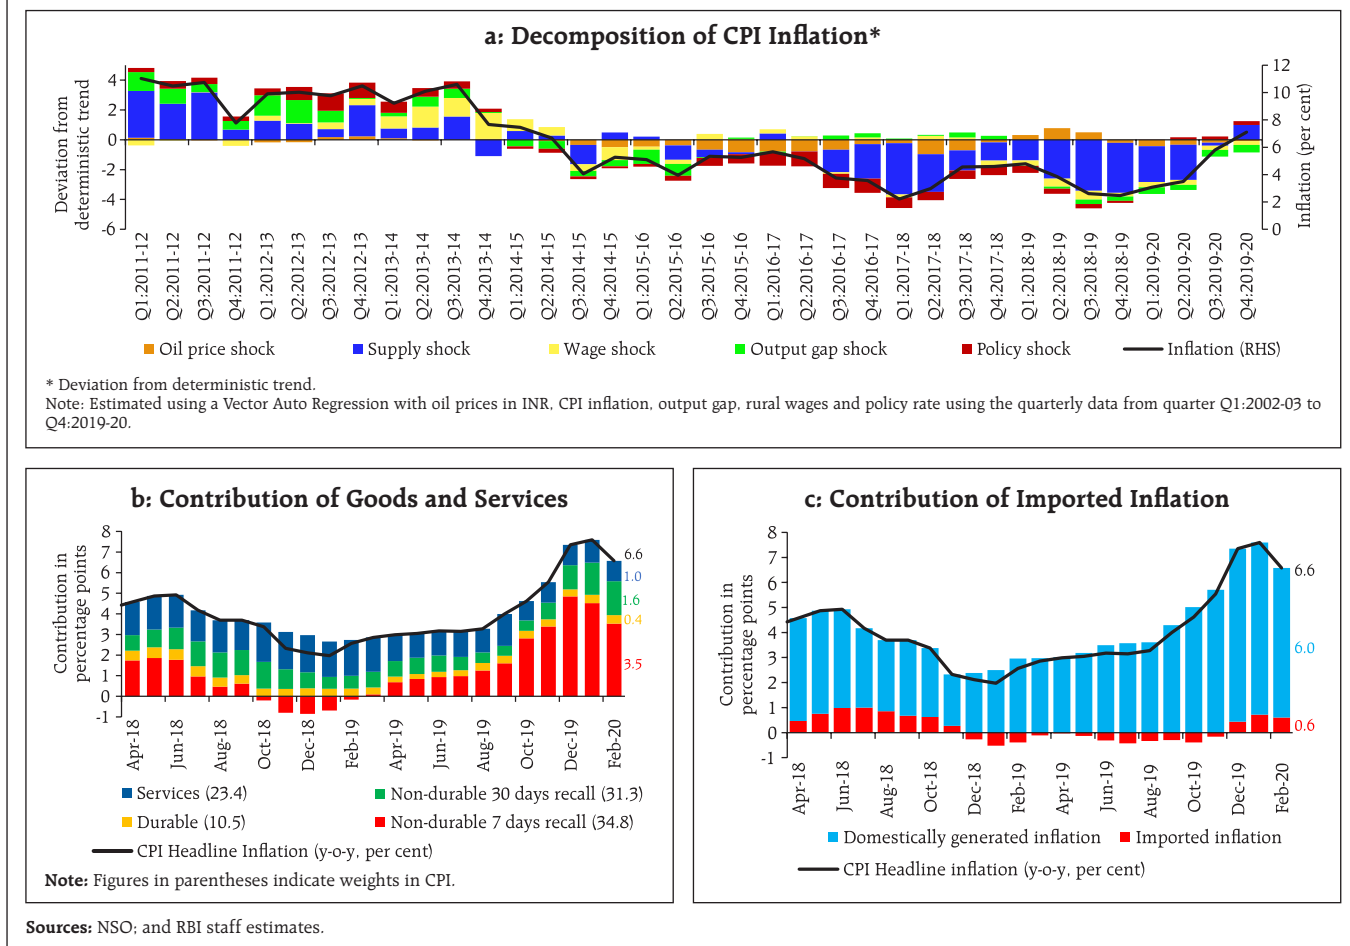 a: Decomposition of CPI Inflation*
Deviation from
deterministic trend
4
2
0
-2
-4
-6
12
10
8
6
4
2
0
Inflation (per cent)
Q1:2011-12
Q2:2011-12
Q3:2011-12
Q4:2011-12
Q1:2012-13
Q2:2012-13
Q3:2012-13
Q4:2012-13
Q1:2013-14
Q2:2013-14
Q3:2013-14
Q4:2013-14
Q1:2014-15
Q2:2014-15
Q3:2014-15
Q4:2014-15
Q1:2015-16
Q2:2015-16
Q3:2015-16
Q4:2015-16
Q1:2016-17
Q2:2016-17
Q3:2016-17
Q4:2016-17
Q1:2017-18
Q2:2017-18
Q3:2017-18
Q4:2017-18
Q1:2018-19
Q2:2018-19
Q3:2018-19
Q4:2018-19
Q1:2019-20
Q2:2019-20
Q3:2019-20
Q4:2019-20
Oil price shock Supply shock Wage shock Output gap shock Policy shock Inflation (RHS)
* Deviation from deterministic trend.
Note: Estimated using a Vector Auto Regression with oil prices in INR, CPI inflation, output gap, rural wages and policy rate using the quarterly data from quarter Q1:2002-03 to
Q4:2019-20.
b: Contribution of Goods and Services
Contribution in
percentage points
8
7
6
5
4
3
2
1
0
-1
6.6
1.0
1.6
0.4
3.5
Apr-18
Jun-18
Aug-18
Oct-18
Dec-18
Feb-19
Apr-19
Jun-19
Aug-19
Oct-19
Dec-19
Feb-20
Services (23.4) Non-durable 30 days recall (31.3)
Durable (10.5) Non-durable 7 days recall (34.8)
CPI Headline Inflation (y-o-y, per cent)
Note: Figures in parentheses indicate weights in CPI.
c: Contribution of Imported Inflation
Contribution in
percentage points
8
7
6
5
4
3
2
1
0
-1
6.6
6.0
0.6
Apr-18
Jun-18
Aug-18
Oct-18
Dec-18
Feb-19
Apr-19
Jun-19
Aug-19
Oct-19
Dec-19
Feb-20
Domestically generated inflation Imported inflation
CPI Headline inflation (y-o-y, per cent)
Sources: NSO; and RBI staff estimates.